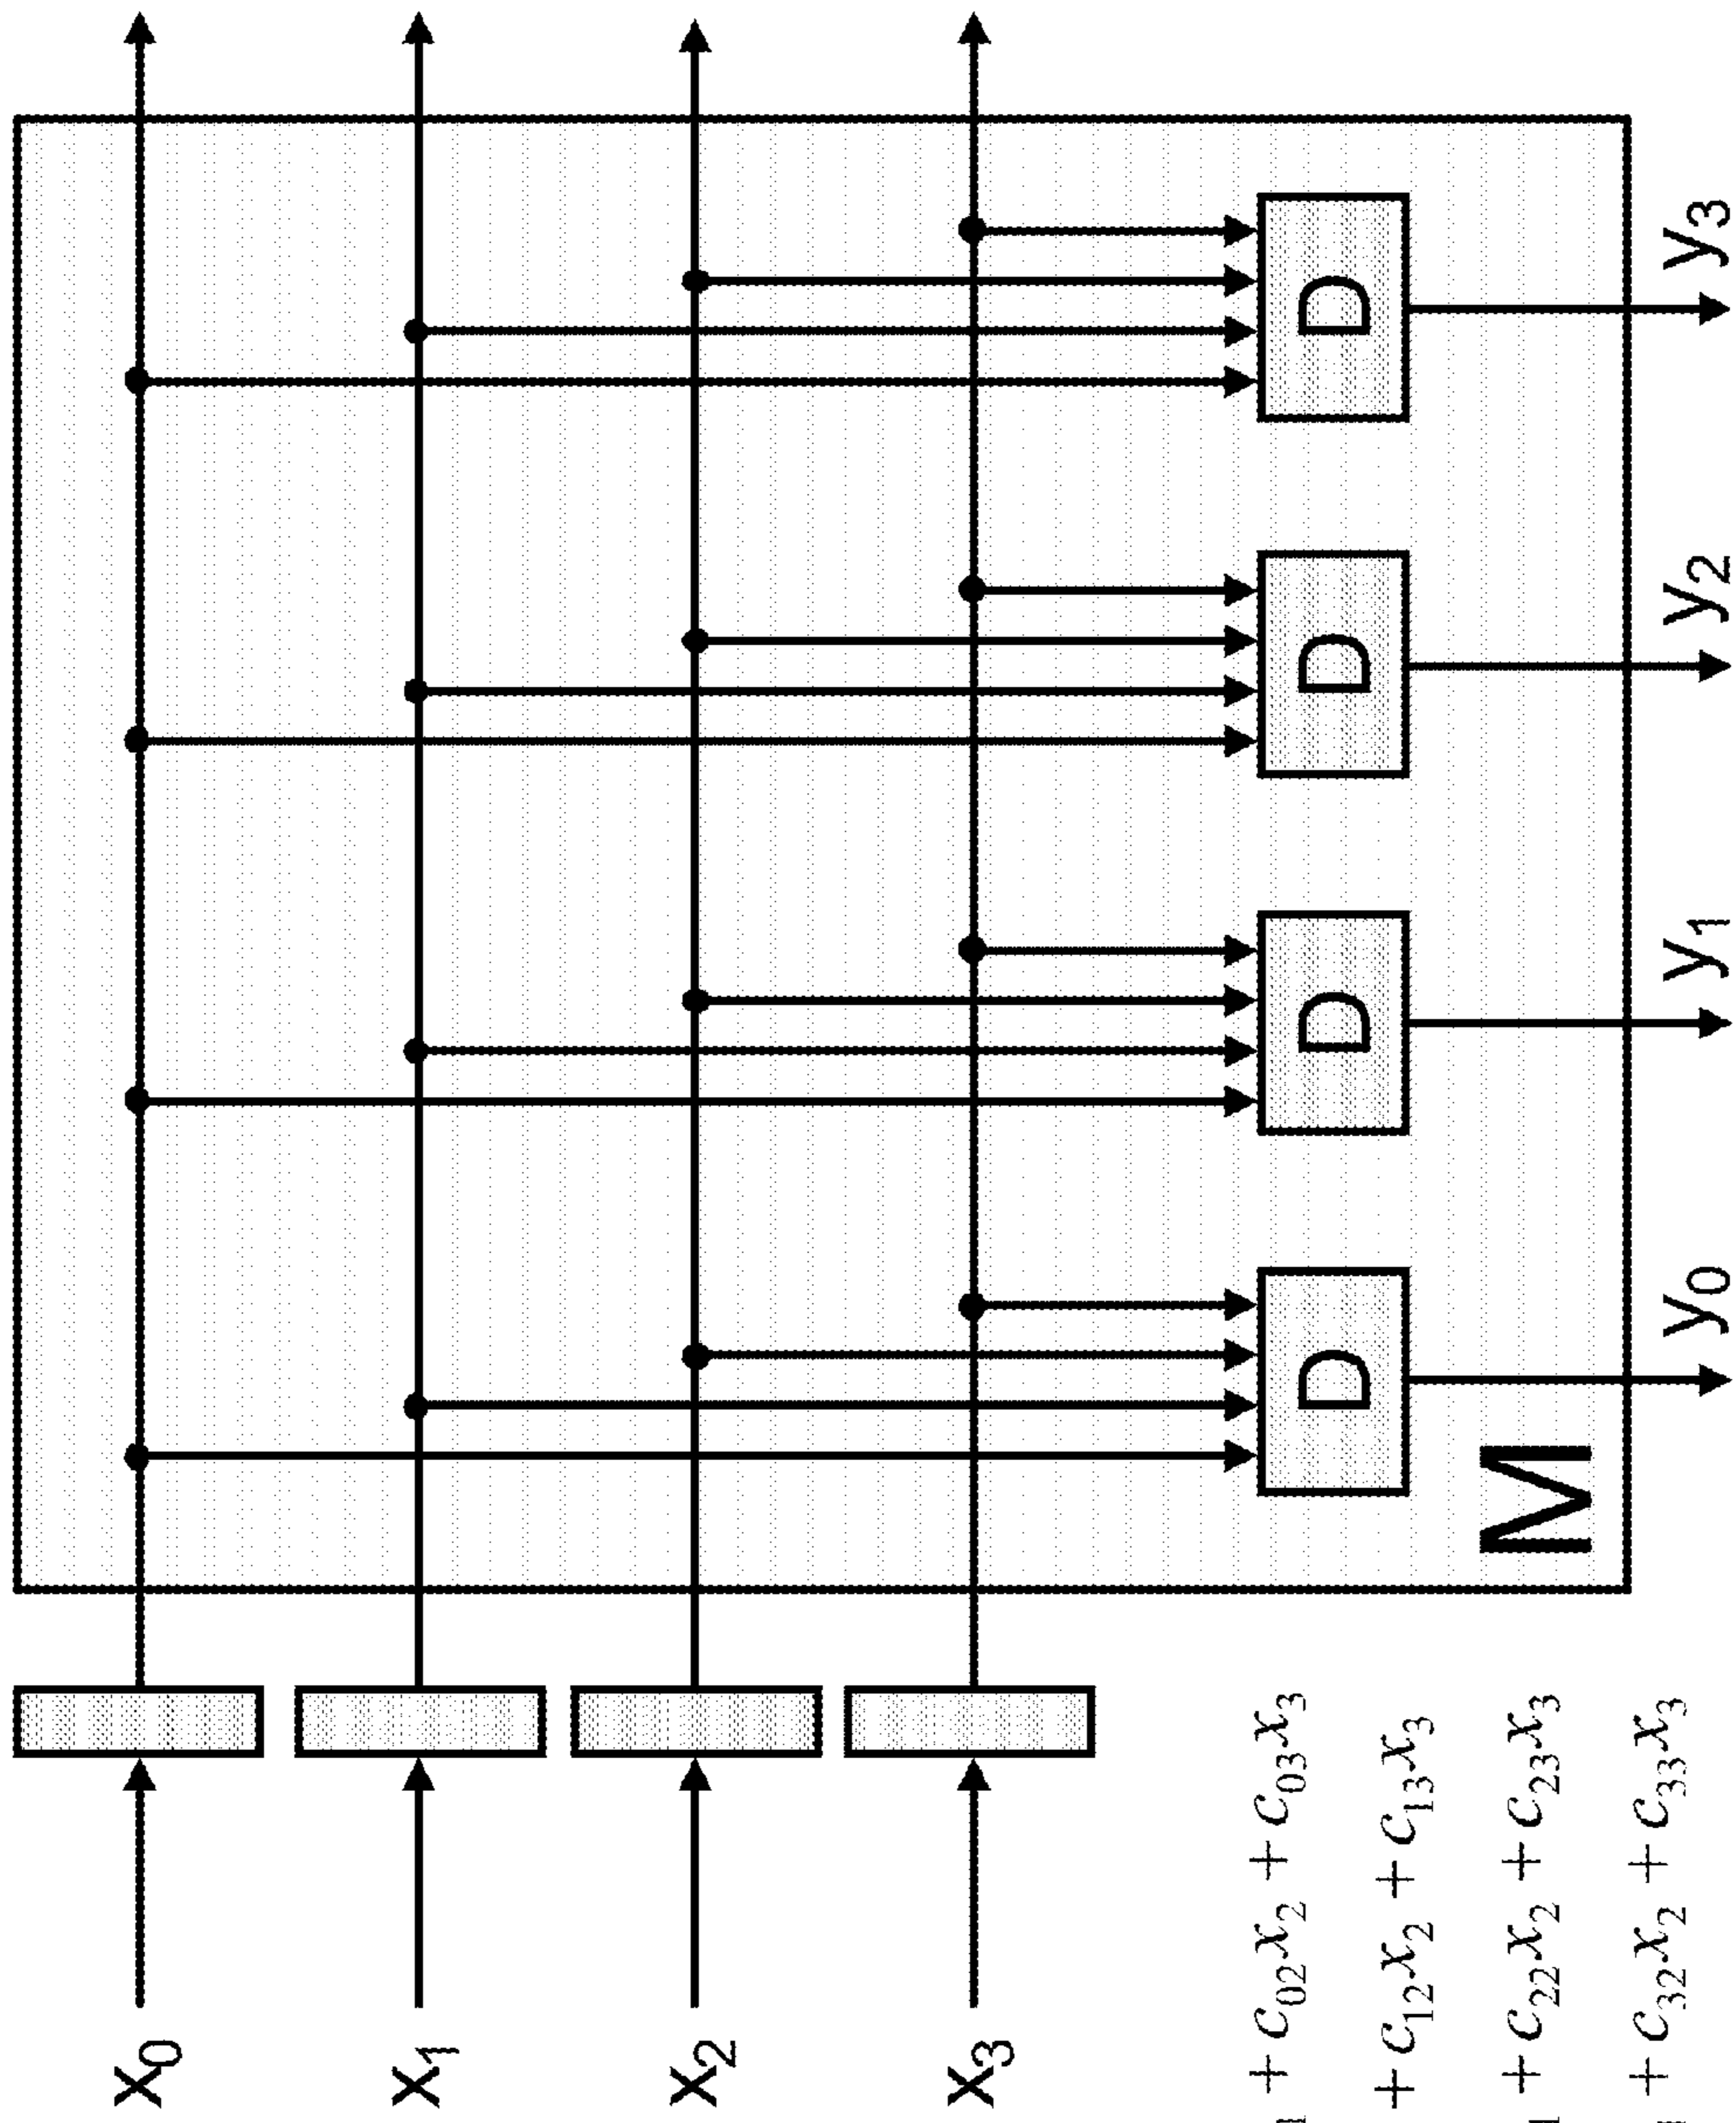 x₀
x₁
x₂
x₃
D D D D
M
y₀ y₁ y₂ y₃
+ c₀₂x₂ + c₀₃x₃
+ c₁₂x₂ + c₁₃x₃
+ c₂₂x₂ + c₂₃x₃
+ c₃₂x₂ + c₃₃x₃